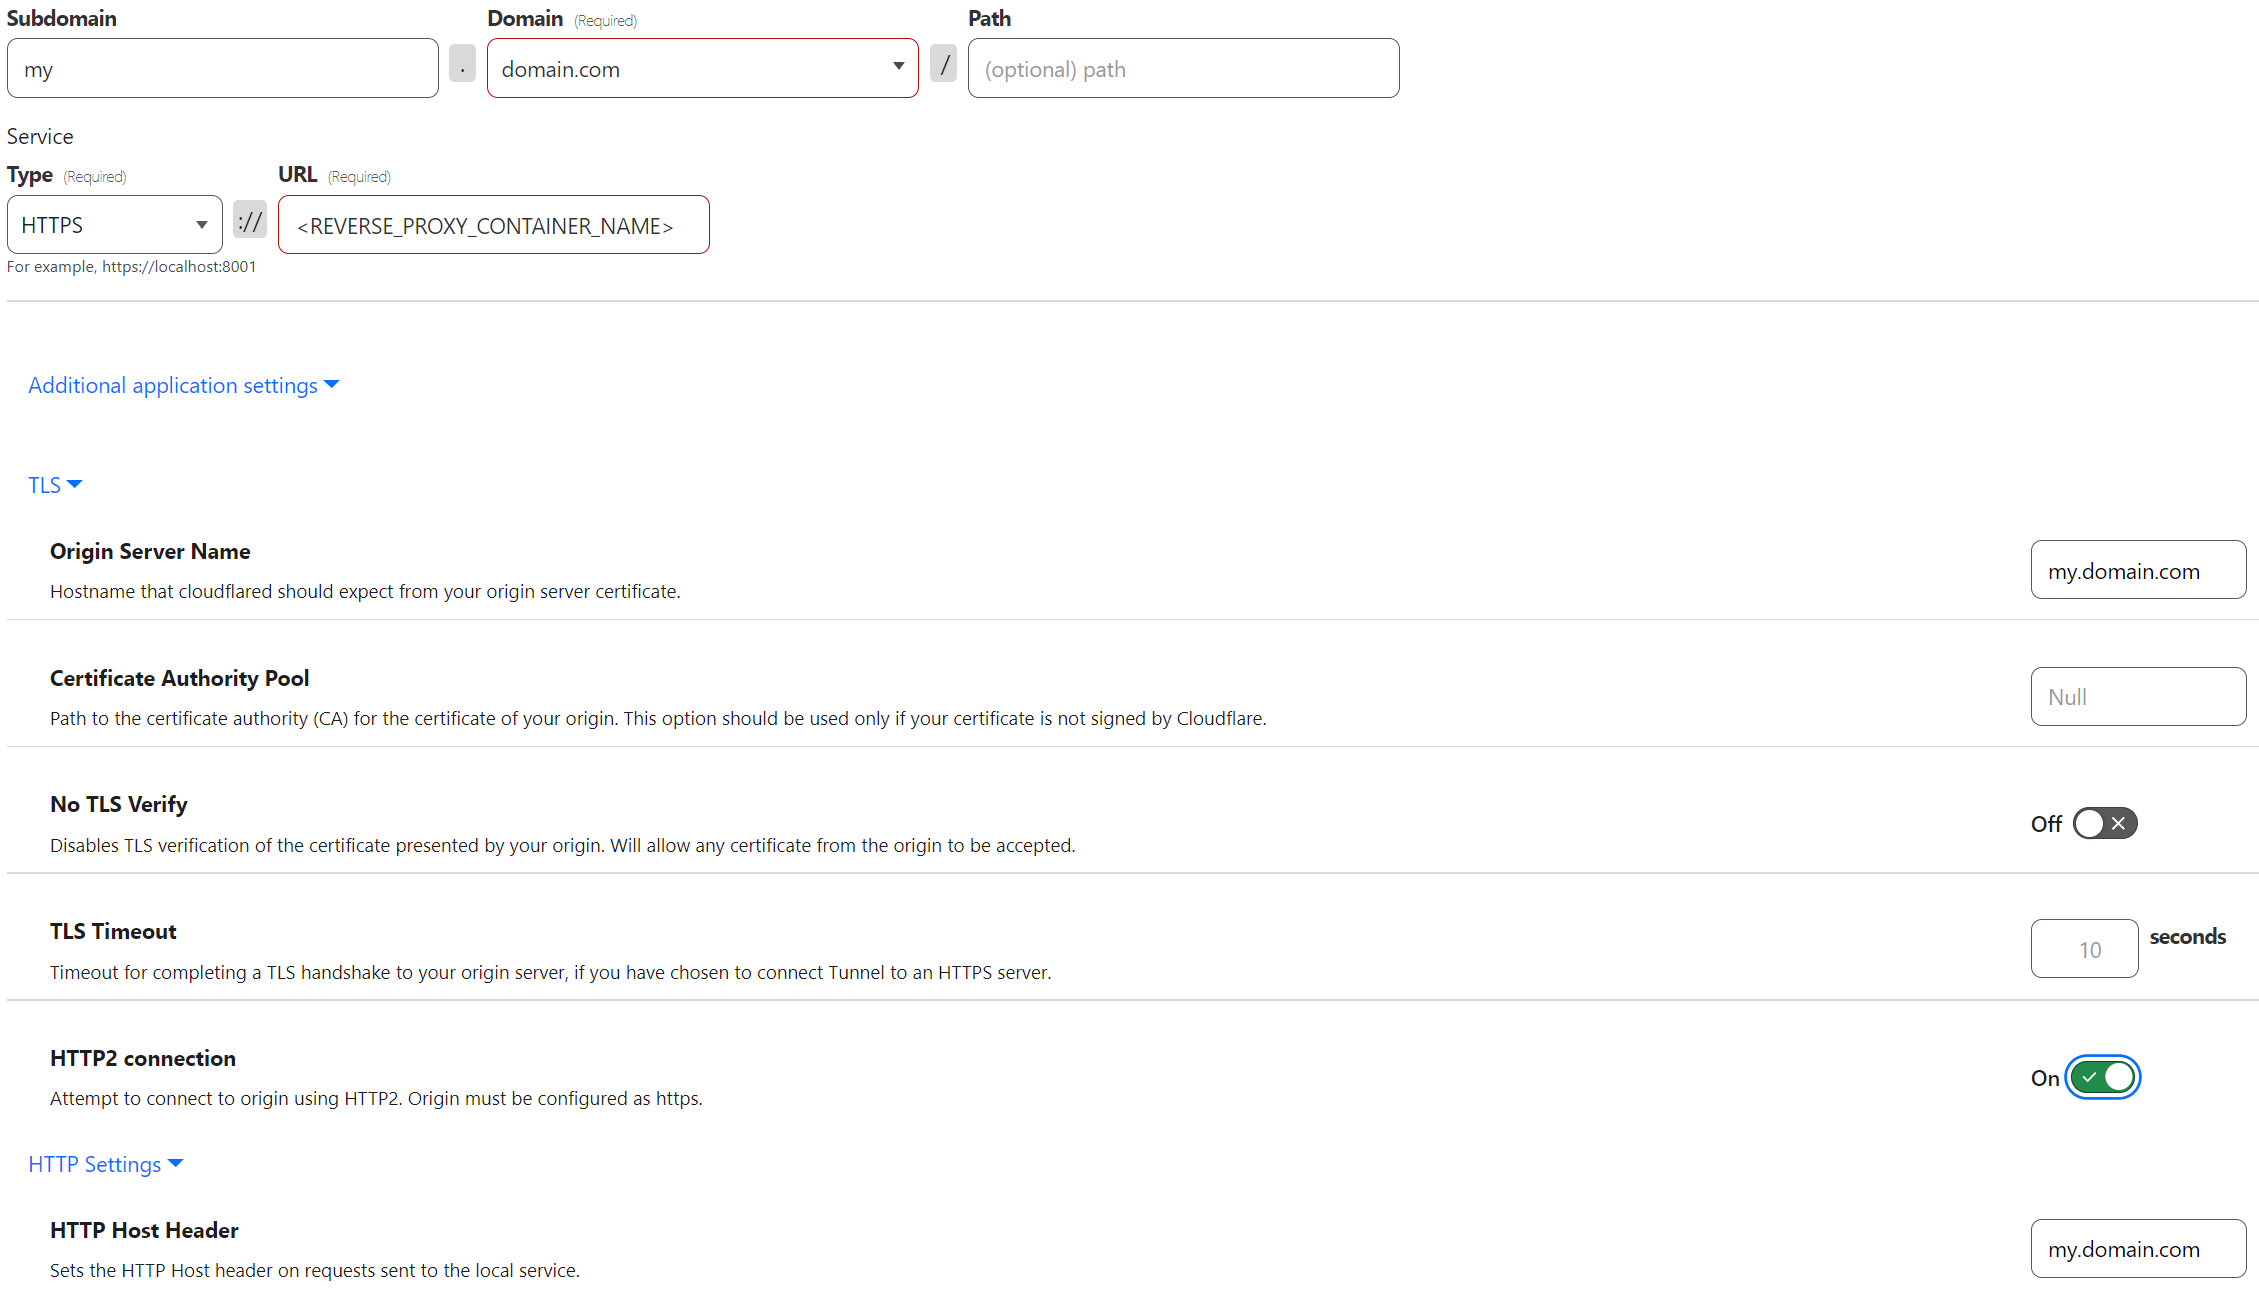 Subdomain Domain (Required) Path
my . domain.com / (optional) path
Service
Type (Required) URL (Required)
HTTPS :// <REVERSE_PROXY_CONTAINER_NAME>
For example, https://localhost:8001
Additional application settings
TLS
Origin Server Name
Hostname that cloudflared should expect from your origin server certificate.
my.domain.com
Certificate Authority Pool
Path to the certificate authority (CA) for the certificate of your origin. This option should be used only if your certificate is not signed by Cloudflare.
Null
No TLS Verify
Disables TLS verification of the certificate presented by your origin. Will allow any certificate from the origin to be accepted.
Off
TLS Timeout
Timeout for completing a TLS handshake to your origin server, if you have chosen to connect Tunnel to an HTTPS server.
10 seconds
HTTP2 connection
Attempt to connect to origin using HTTP2. Origin must be configured as https.
On
HTTP Settings
HTTP Host Header
Sets the HTTP Host header on requests sent to the local service.
my.domain.com